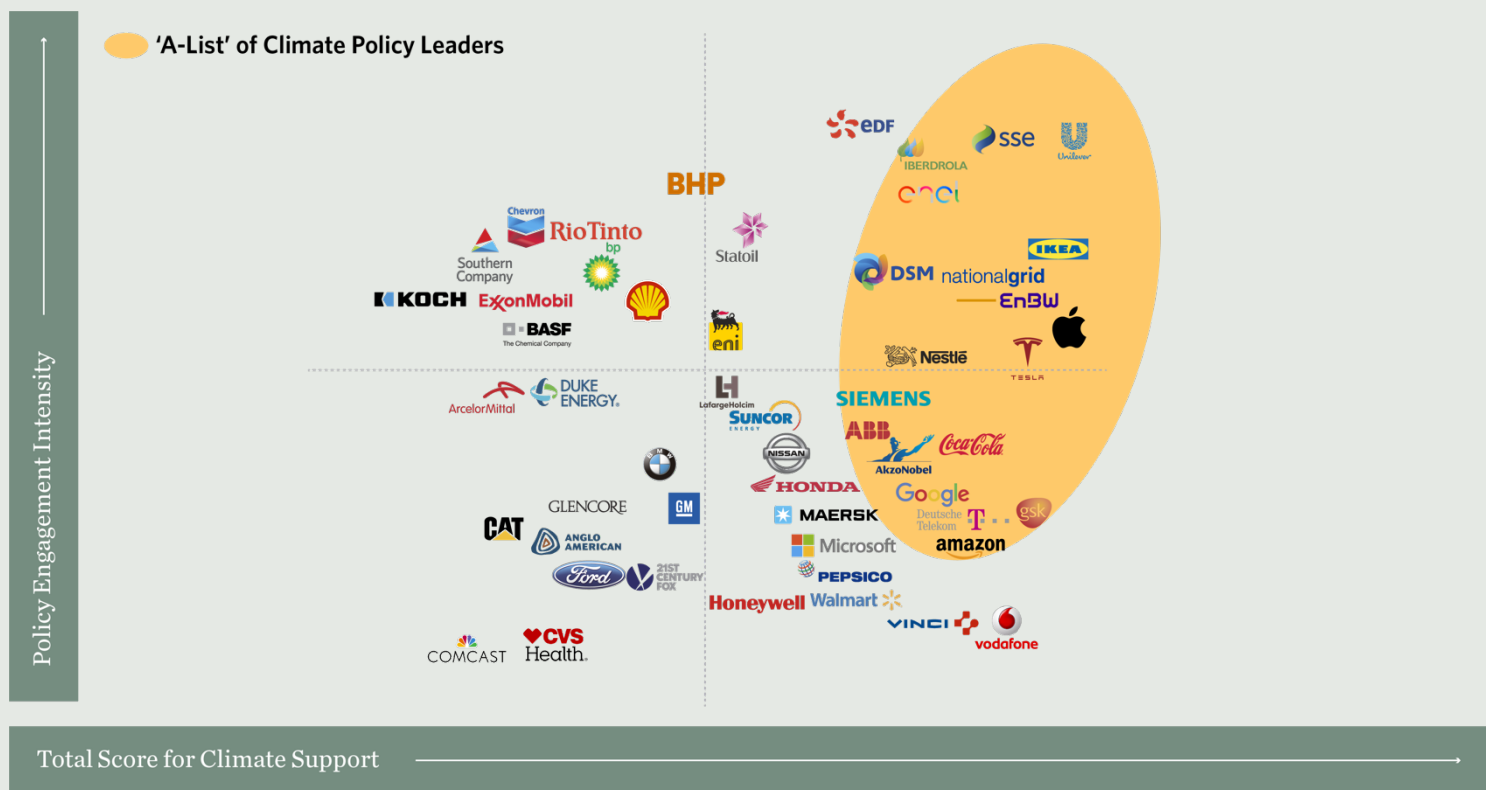 'A-List' of Climate Policy Leaders
Policy Engagement Intensity
eDF
IBERDROLA
sse
Unilever
enel
BHP
Chevron
RioTinto
bp
Southern
Company
Statoil
IKEA
DSM
nationalgrid
EnBW
KOCH
ExxonMobil
BASF
The Chemical Company
eni
Nestlé
TESLA
ArcelorMittal
DUKE
ENERGY®
LafargeHolcim
SUNCOR
ENERGY
SIEMENS
ABB
AkzoNobel
Coca-Cola
BMW
NISSAN
HONDA
GLENCORE
GM
MAERSK
Google
Deutsche
Telekom
T
gsk
CAT
ANGLO
AMERICAN
Microsoft
amazon
Ford
21ST
CENTURY
FOX
PEPSICO
Honeywell
Walmart
VINCI
vodafone
COMCAST
CVS
Health®
Total Score for Climate Support